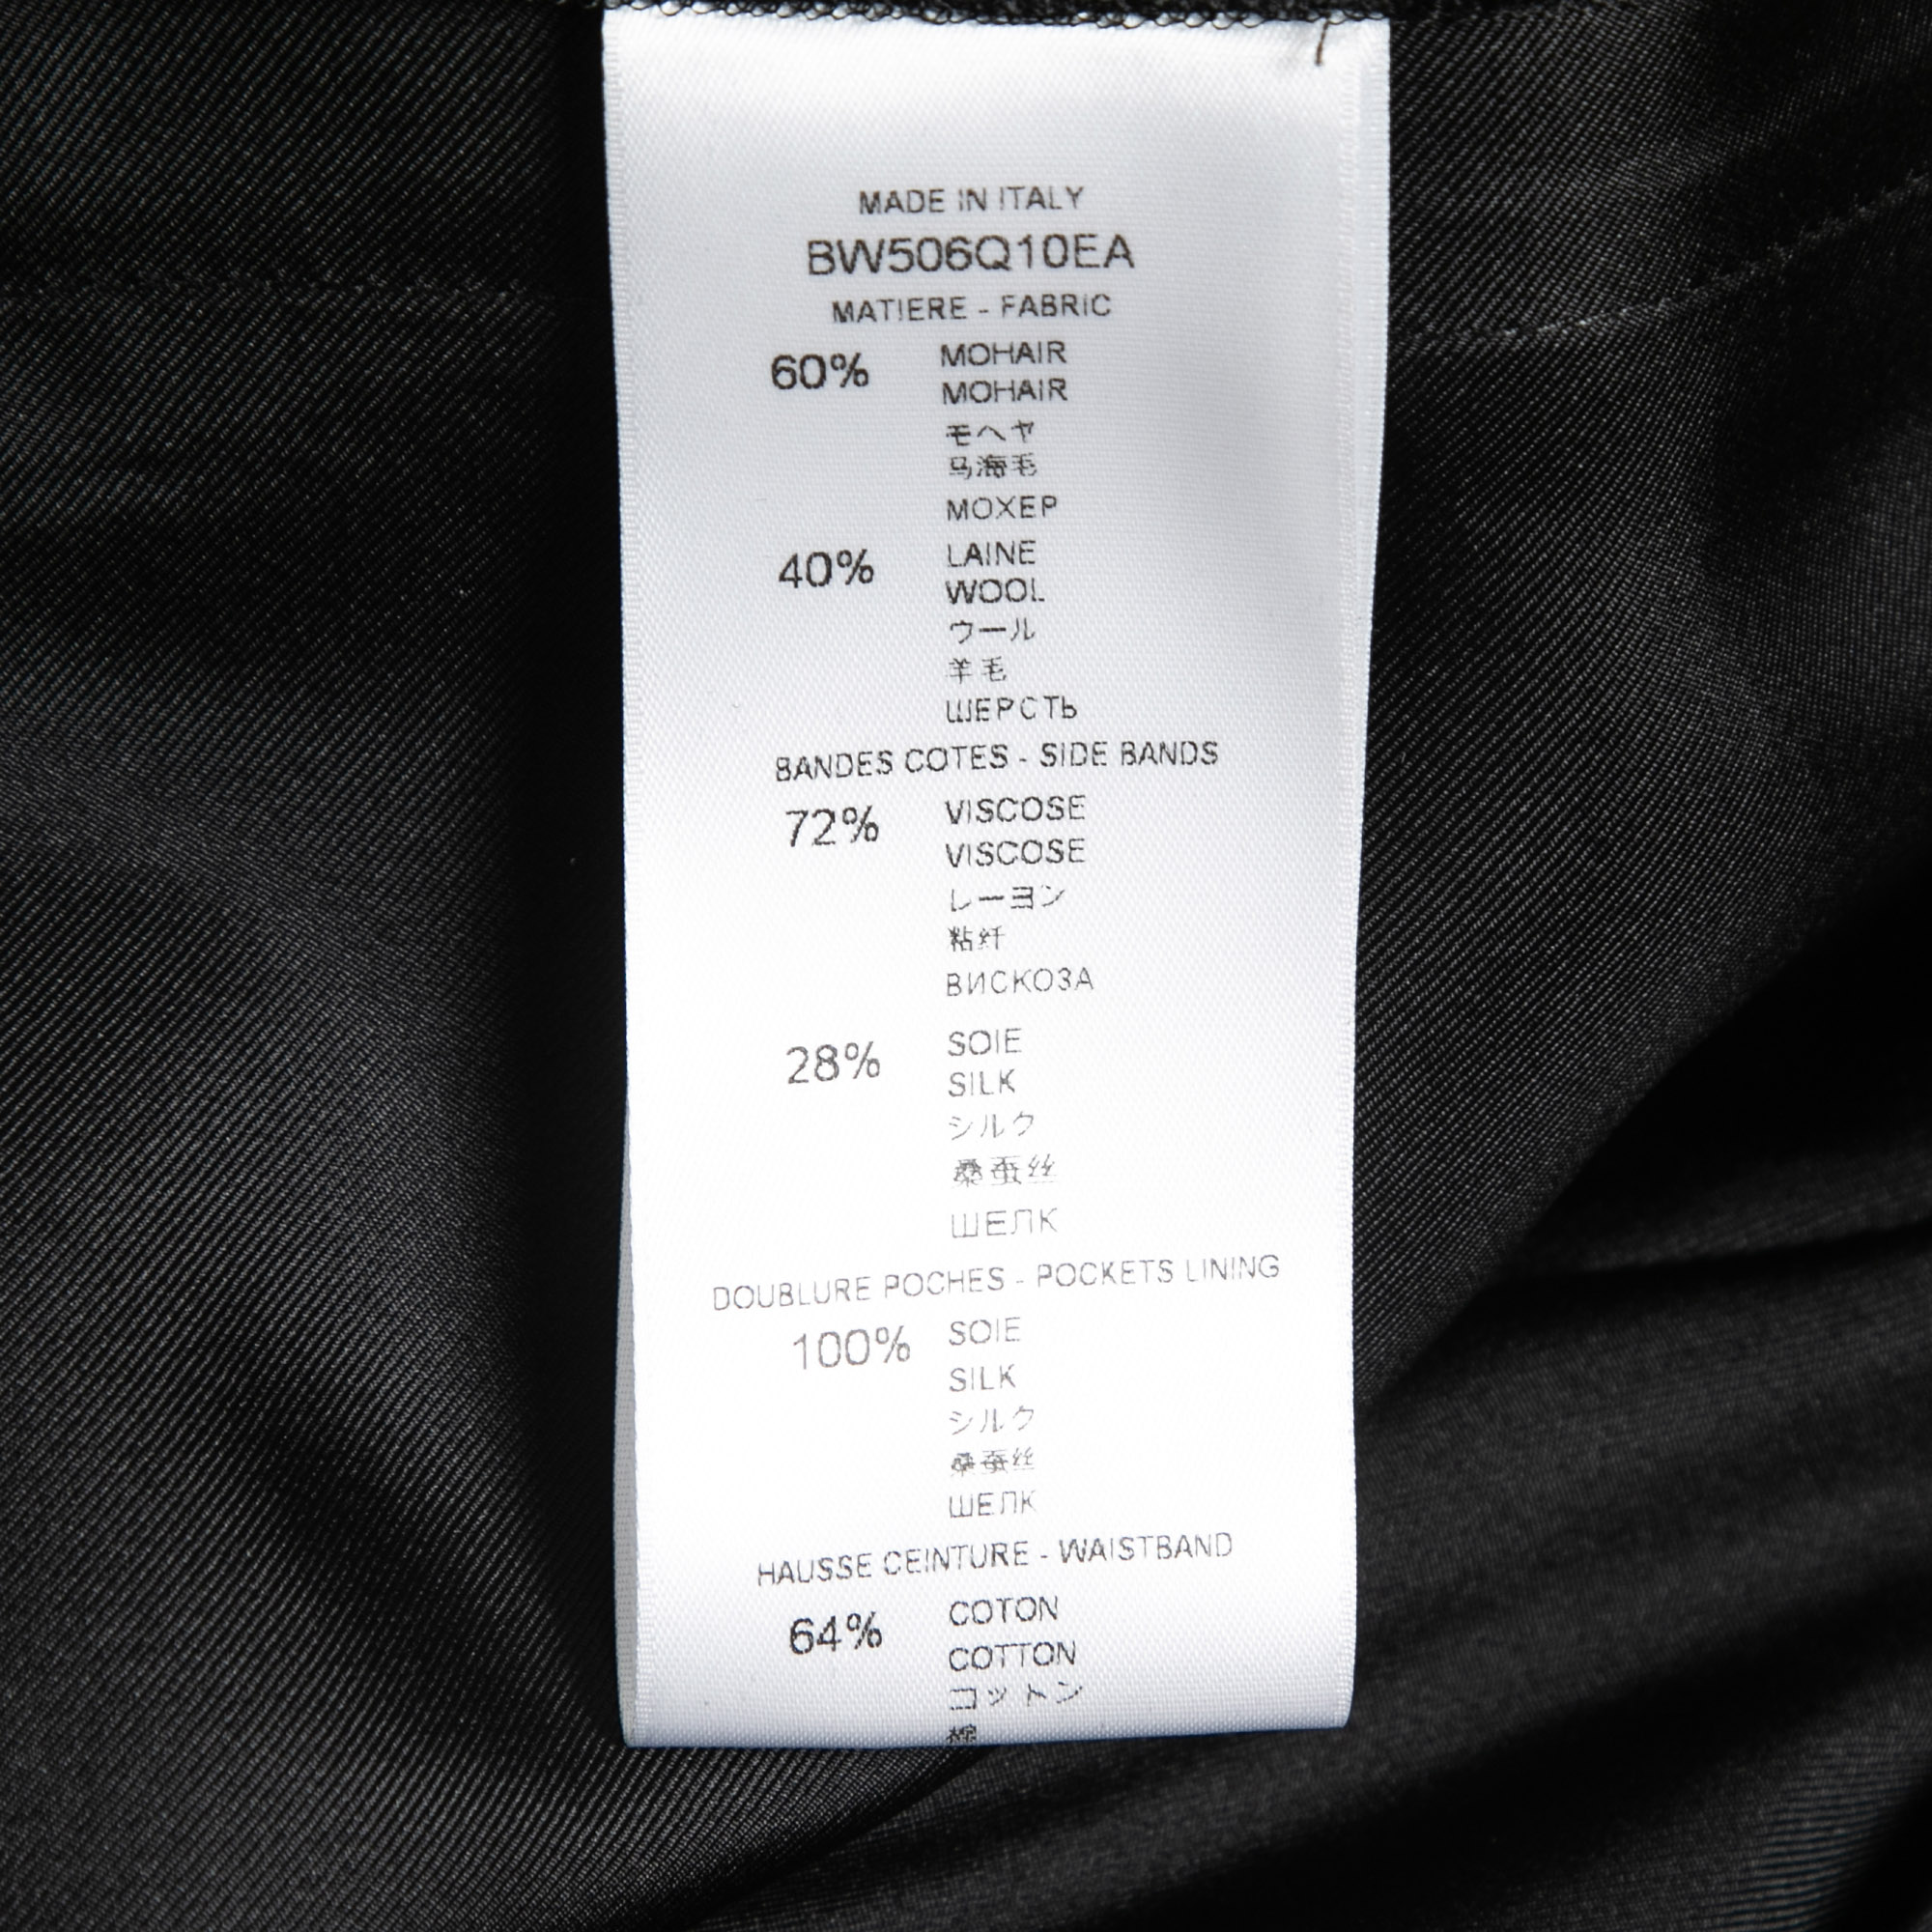 MADE IN ITALY
BW506Q10EA
MATIERE - FABRIC
60% MOHAIR
MOHAIR
モヘヤ
马海毛
МОХЕР
40% LAINE
WOOL
ウール
羊毛
ШЕРСТЬ
BANDES COTES - SIDE BANDS
72% VISCOSE
VISCOSE
レーヨン
粘纤
ВИСКОЗА
28% SOIE
SILK
シルク
桑蚕丝
ШЕЛК
DOUBLURE POCHES - POCKETS LINING
100% SOIE
SILK
シルク
桑蚕丝
ШЕЛК
HAUSSE CEINTURE - WAISTBAND
64% COTON
COTTON
コットン
棉